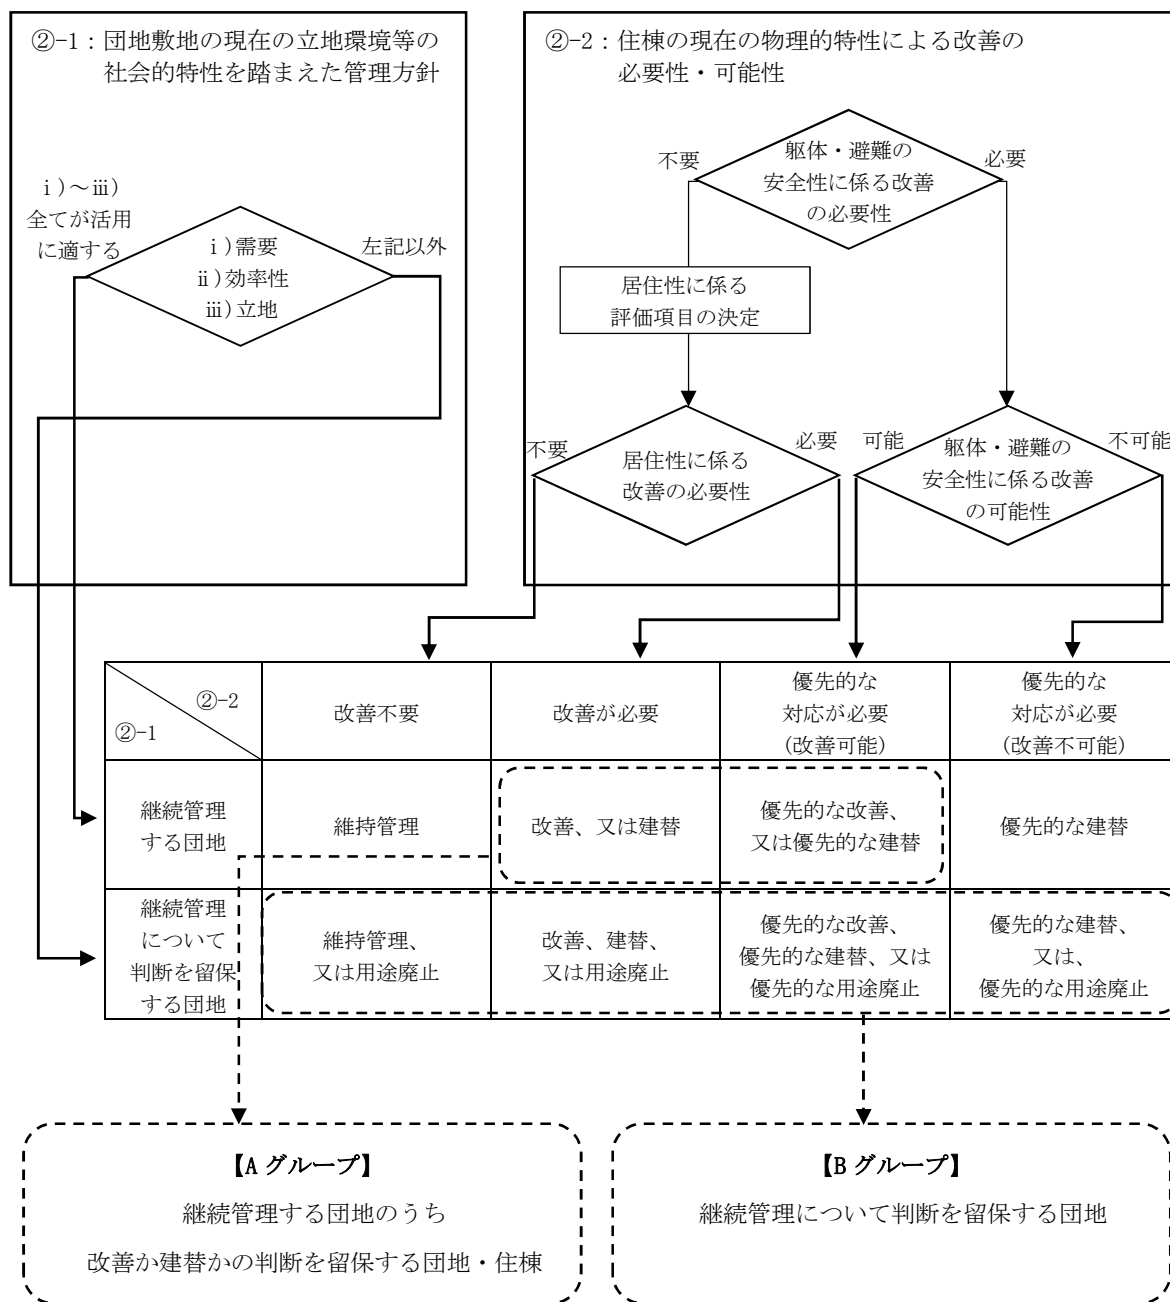 ②-1：団地敷地の現在の立地環境等の
社会的特性を踏まえた管理方針
ⅰ)～ⅲ)
全てが活用
に適する
ⅰ)需要
ⅱ)効率性
ⅲ)立地
左記以外
②-2：住棟の現在の物理的特性による改善の
必要性・可能性
不要
躯体・避難の
安全性に係る改善
の必要性
必要
居住性に係る
評価項目の決定
不要
居住性に係る
改善の必要性
必要
可能
躯体・避難の
安全性に係る改善
の可能性
不可能
②-2
②-1
改善不要
改善が必要
優先的な
対応が必要
(改善可能)
優先的な
対応が必要
(改善不可能)
継続管理
する団地
維持管理
改善、又は建替
優先的な改善、
又は優先的な建替
優先的な建替
継続管理
について
判断を留保
する団地
維持管理、
又は用途廃止
改善、建替、
又は用途廃止
優先的な改善、
優先的な建替、又は
優先的な用途廃止
優先的な建替、
又は、
優先的な用途廃止
【A グループ】
継続管理する団地のうち
改善か建替かの判断を留保する団地・住棟
【B グループ】
継続管理について判断を留保する団地